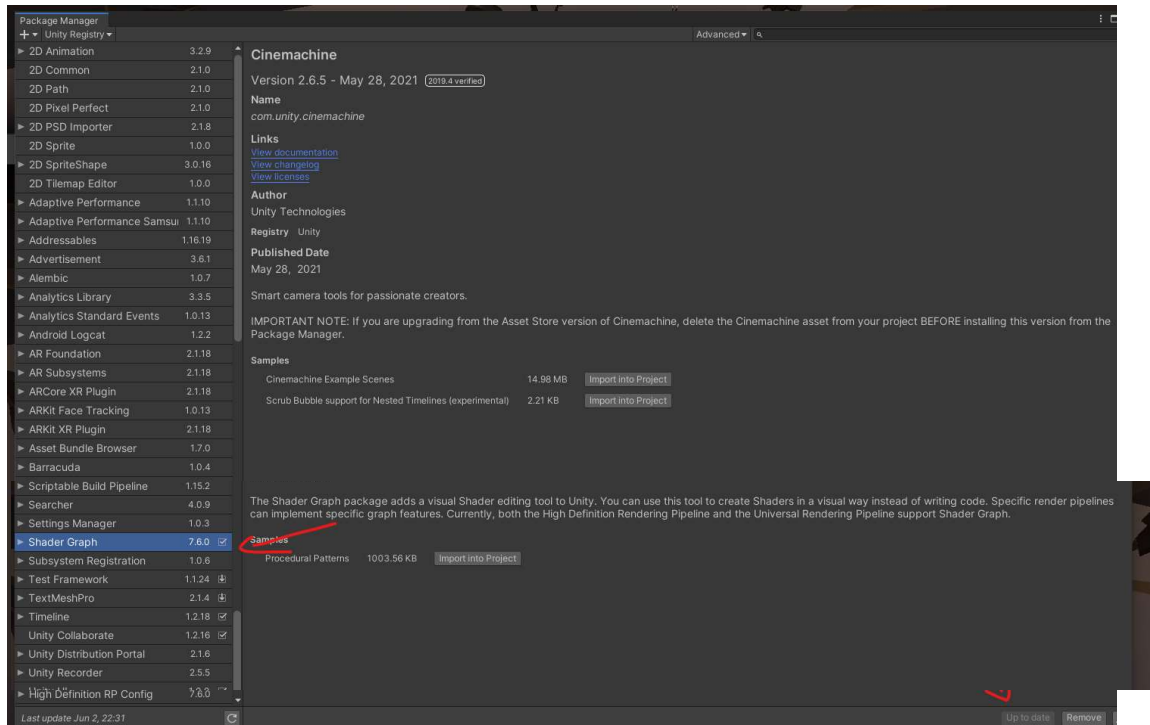 Package Manager
+ Unity Registry
Advanced
2D Animation 3.2.9
2D Common 2.1.0
2D Path 2.1.0
2D Pixel Perfect 2.1.0
2D PSD Importer 2.1.8
2D Sprite 1.0.0
2D SpriteShape 3.0.16
2D Tilemap Editor 1.0.0
Adaptive Performance 1.1.10
Adaptive Performance Samsu 1.1.10
Addressables 1.16.19
Advertisement 3.6.1
Alembic 1.0.7
Analytics Library 3.3.5
Analytics Standard Events 1.0.13
Android Logcat 1.2.2
AR Foundation 2.1.18
AR Subsystems 2.1.18
ARCore XR Plugin 2.1.18
ARKit Face Tracking 1.0.13
ARKit XR Plugin 2.1.18
Asset Bundle Browser 1.7.0
Barracuda 1.0.4
Scriptable Build Pipeline 1.15.2
Searcher 4.0.9
Settings Manager 1.0.3
Shader Graph 7.6.0
Subsystem Registration 1.0.6
Test Framework 1.1.24
TextMeshPro 2.1.4
Timeline 1.2.18
Unity Collaborate 1.2.16
Unity Distribution Portal 2.1.6
Unity Recorder 2.5.5
High Definition RP Config 7.6.0
Last update Jun 2, 22:31
Cinemachine
Version 2.6.5 - May 28, 2021 2019.4 verified
Name
com.unity.cinemachine
Links
View documentation
View changelog
View licenses
Author
Unity Technologies
Registry Unity
Published Date
May 28, 2021
Smart camera tools for passionate creators.
IMPORTANT NOTE: If you are upgrading from the Asset Store version of Cinemachine, delete the Cinemachine asset from your project BEFORE installing this version from the
Package Manager.
Samples
Cinemachine Example Scenes 14.98 MB Import into Project
Scrub Bubble support for Nested Timelines (experimental) 2.21 KB Import into Project
The Shader Graph package adds a visual Shader editing tool to Unity. You can use this tool to create Shaders in a visual way instead of writing code. Specific render pipelines
can implement specific graph features. Currently, both the High Definition Rendering Pipeline and the Universal Rendering Pipeline support Shader Graph.
Samples
Procedural Patterns 1003.56 KB Import into Project
Up to date Remove